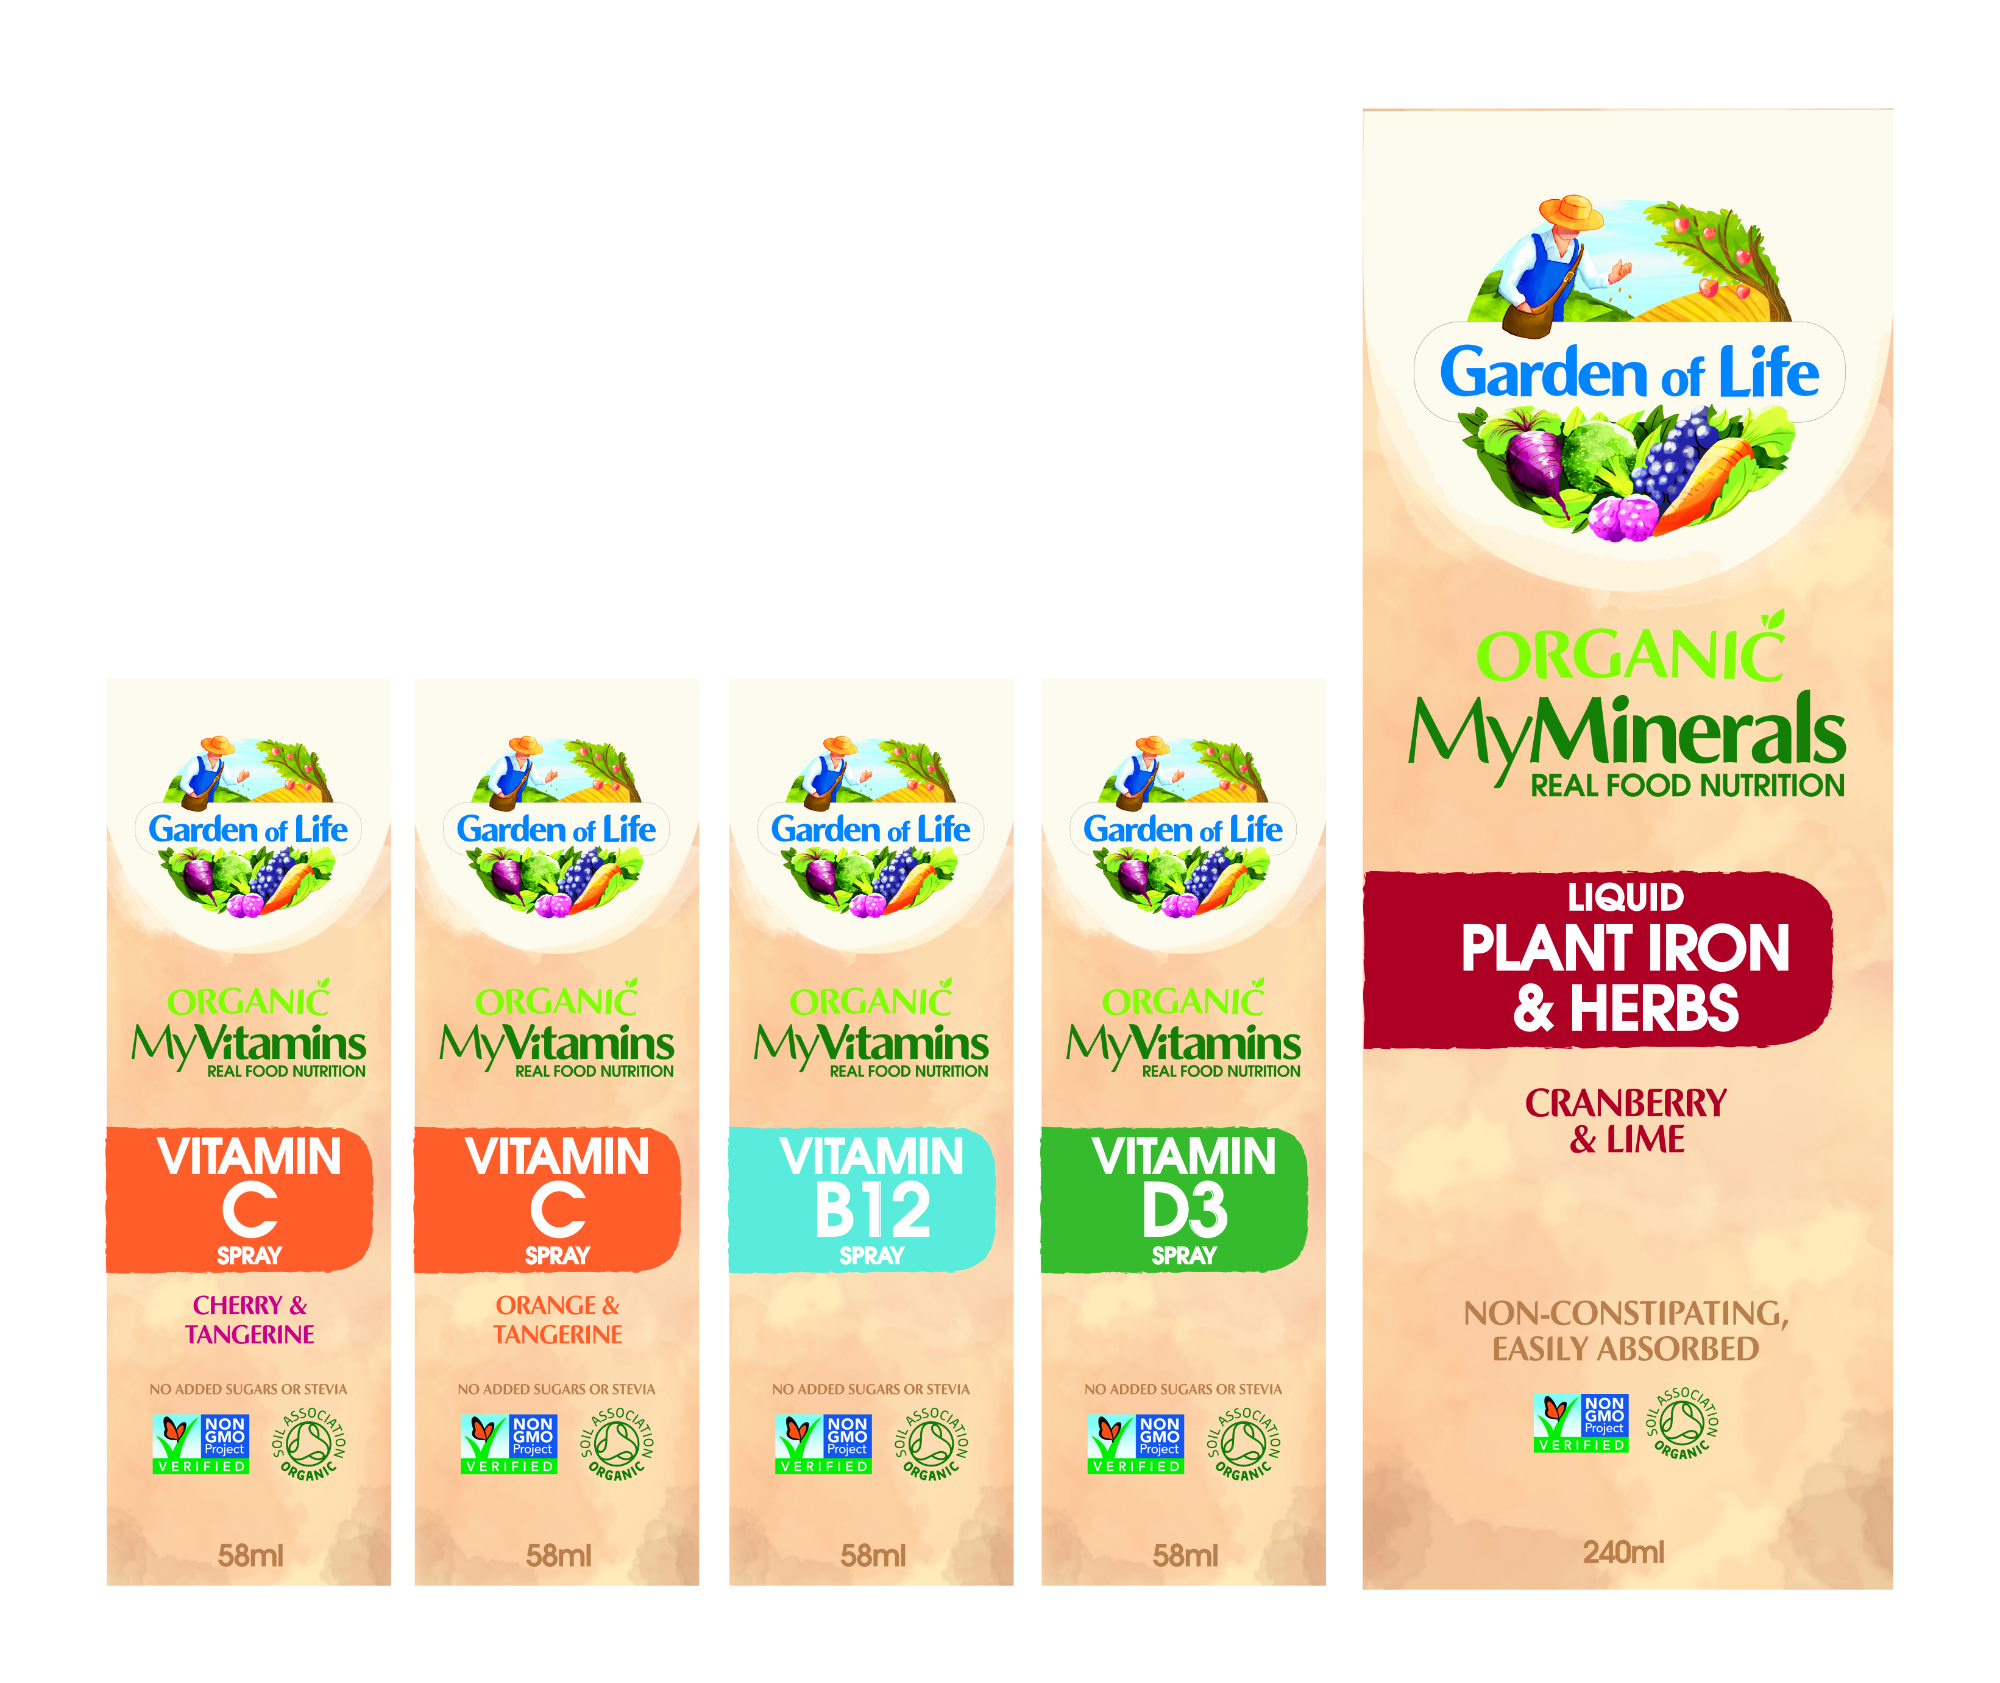 Garden of Life
ORGANIC
MyVitamins
REAL FOOD NUTRITION
VITAMIN
C
SPRAY
CHERRY &
TANGERINE
NO ADDED SUGARS OR STEVIA
NON
GMO
Project
VERIFIED
SOIL ASSOCIATION
ORGANIC
58ml
Garden of Life
ORGANIC
MyVitamins
REAL FOOD NUTRITION
VITAMIN
C
SPRAY
ORANGE &
TANGERINE
NO ADDED SUGARS OR STEVIA
NON
GMO
Project
VERIFIED
SOIL ASSOCIATION
ORGANIC
58ml
Garden of Life
ORGANIC
MyVitamins
REAL FOOD NUTRITION
VITAMIN
B12
SPRAY
NO ADDED SUGARS OR STEVIA
NON
GMO
Project
VERIFIED
SOIL ASSOCIATION
ORGANIC
58ml
Garden of Life
ORGANIC
MyVitamins
REAL FOOD NUTRITION
VITAMIN
D3
SPRAY
NO ADDED SUGARS OR STEVIA
NON
GMO
Project
VERIFIED
SOIL ASSOCIATION
ORGANIC
58ml
Garden of Life
ORGANIC
MyMinerals
REAL FOOD NUTRITION
LIQUID
PLANT IRON
& HERBS
CRANBERRY
& LIME
NON-CONSTIPATING,
EASILY ABSORBED
NON
GMO
Project
VERIFIED
SOIL ASSOCIATION
ORGANIC
240ml